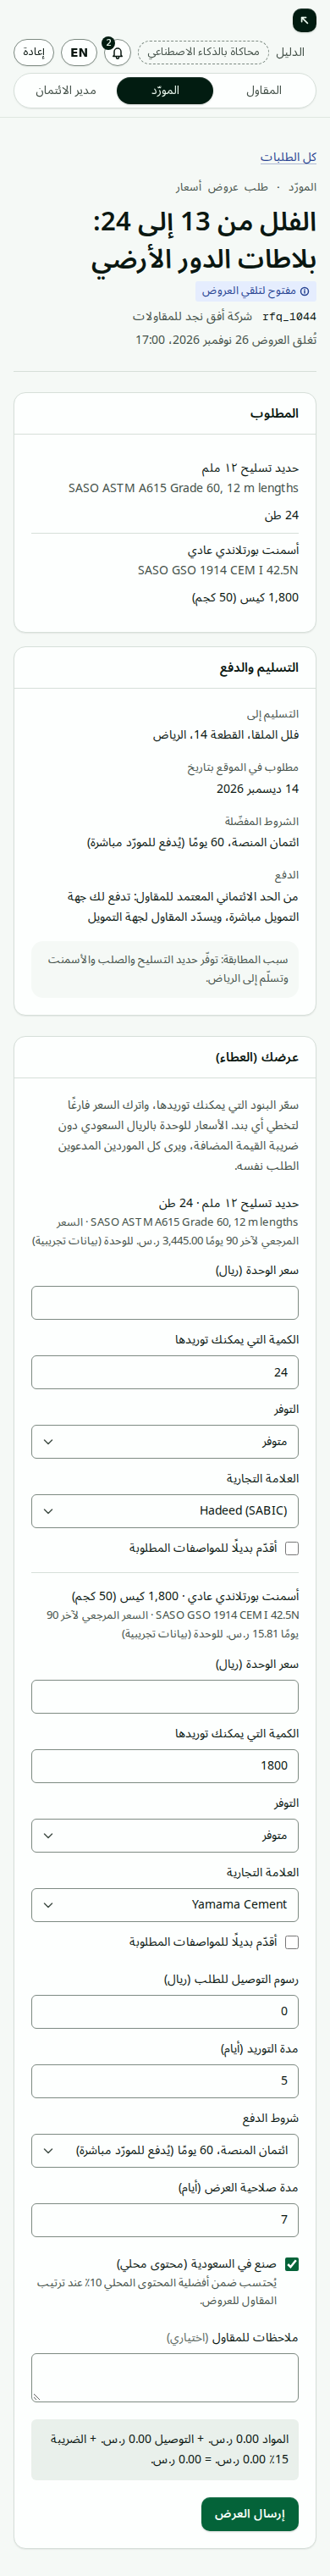 الدليل
محاكاة بالذكاء الاصطناعي
2
EN
إعادة
المقاول
المورّد
مدير الائتمان
كل الطلبات
المورّد · طلب عروض أسعار
الفلل من 13 إلى 24:
بلاطات الدور الأرضي
مفتوح لتلقي العروض
rfq_1044 شركة أفق نجد للمقاولات
تُغلق العروض 26 نوفمبر 2026، 17:00
المطلوب
حديد تسليح ١٢ ملم
SASO ASTM A615 Grade 60, 12 m lengths
24 طن
أسمنت بورتلاندي عادي
SASO GSO 1914 CEM I 42.5N
1,800 كيس (50 كجم)
التسليم والدفع
التسليم إلى
فلل الملقا، القطعة 14، الرياض
مطلوب في الموقع بتاريخ
14 ديسمبر 2026
الشروط المفضّلة
ائتمان المنصة، 60 يومًا (يُدفع للمورّد مباشرة)
الدفع
من الحد الائتماني المعتمد للمقاول: تدفع لك جهة
التمويل مباشرة، ويسدّد المقاول لجهة التمويل
سبب المطابقة: توفّر حديد التسليح والصلب والأسمنت
وتسلّم إلى الرياض.
عرضك (العطاء)
سعّر البنود التي يمكنك توريدها، واترك السعر فارغًا
لتخطي أي بند. الأسعار للوحدة بالريال السعودي دون
ضريبة القيمة المضافة، ويرى كل الموردين المدعوين
الطلب نفسه.
حديد تسليح ١٢ ملم · 24 طن
SASO ASTM A615 Grade 60, 12 m lengths · السعر
المرجعي لآخر 90 يومًا 3,445.00 ر.س. للوحدة (بيانات تجريبية)
سعر الوحدة (ريال)
الكمية التي يمكنك توريدها
24
التوفر
متوفر
العلامة التجارية
Hadeed (SABIC)
أقدّم بديلًا للمواصفات المطلوبة
أسمنت بورتلاندي عادي · 1,800 كيس (50 كجم)
SASO GSO 1914 CEM I 42.5N · السعر المرجعي لآخر 90
يومًا 15.81 ر.س. للوحدة (بيانات تجريبية)
سعر الوحدة (ريال)
الكمية التي يمكنك توريدها
1800
التوفر
متوفر
العلامة التجارية
Yamama Cement
أقدّم بديلًا للمواصفات المطلوبة
رسوم التوصيل للطلب (ريال)
0
مدة التوريد (أيام)
5
شروط الدفع
ائتمان المنصة، 60 يومًا (يُدفع للمورّد مباشرة)
مدة صلاحية العرض (أيام)
7
صنع في السعودية (محتوى محلي)
يُحتسب ضمن أفضلية المحتوى المحلي 10٪ عند ترتيب
المقاول للعروض.
ملاحظات للمقاول (اختياري)
المواد 0.00 ر.س. + التوصيل 0.00 ر.س. + الضريبة
15٪ 0.00 ر.س. = 0.00 ر.س.
إرسال العرض